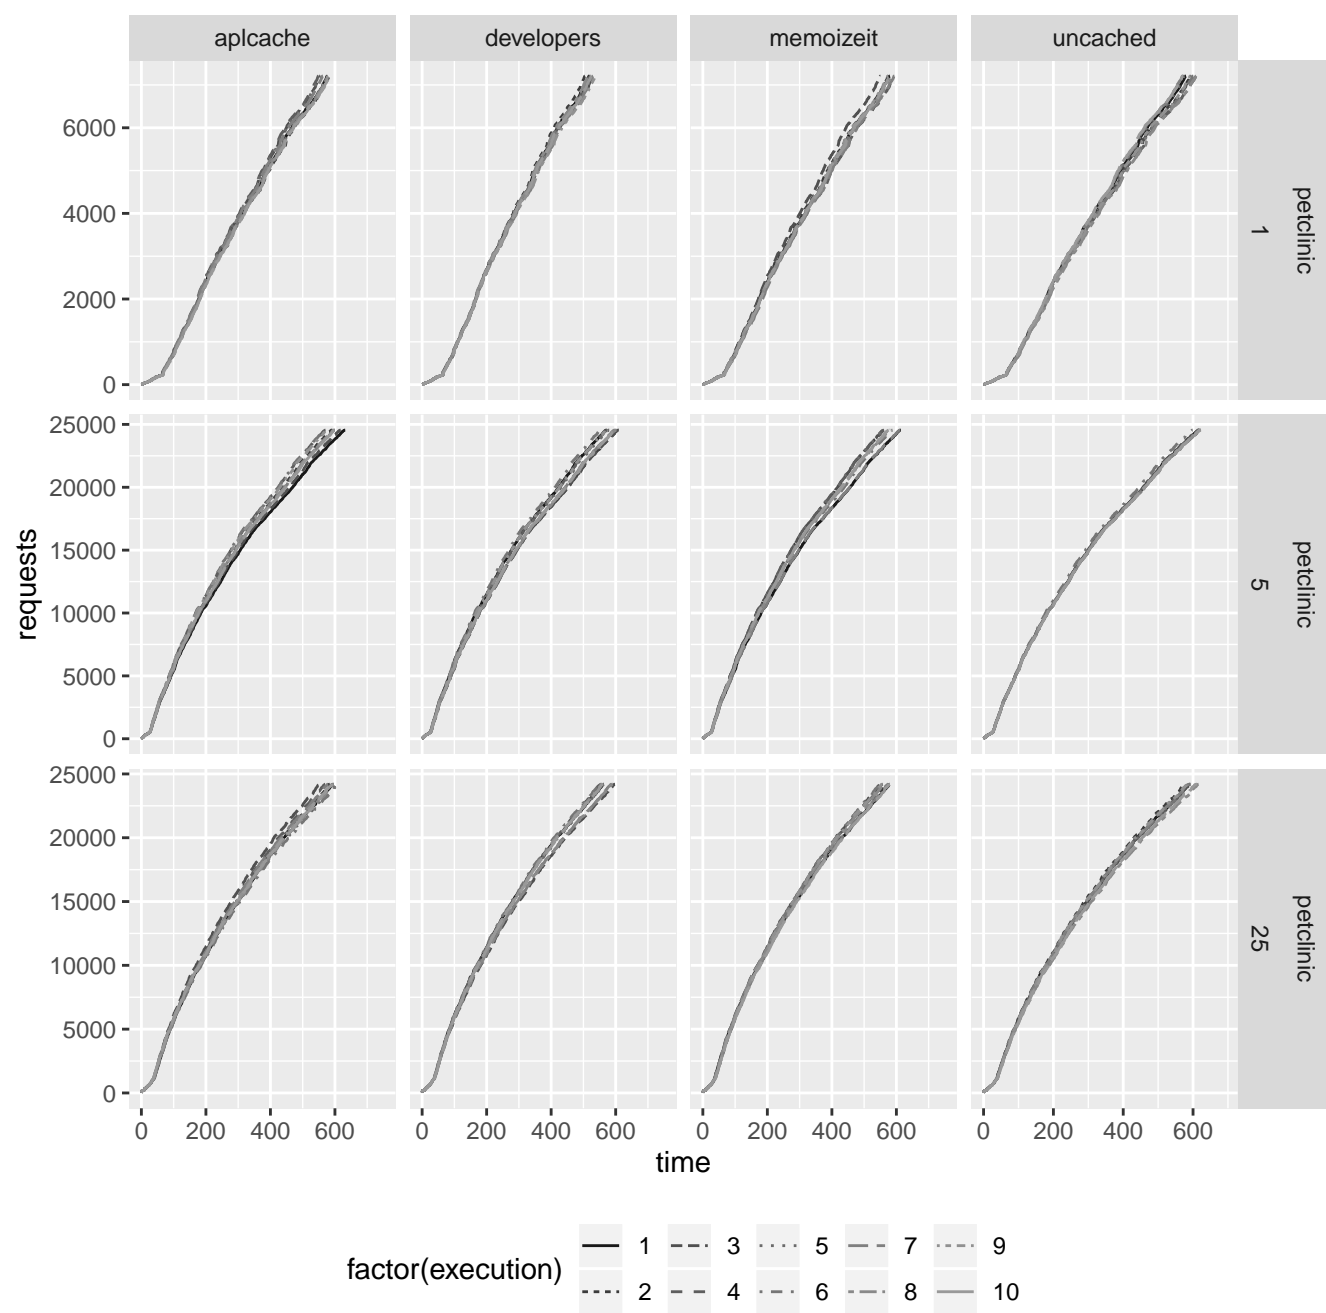 aplcache developers memoizeit uncached
6000
4000
2000
0
petclinic
1
25000
20000
15000
10000
5000
0
petclinic
5
25000
20000
15000
10000
5000
0
petclinic
25
requests
0 200 400 600 0 200 400 600 0 200 400 600 0 200 400 600
time
factor(execution)
1 3 5 7 9
2 4 6 8 10